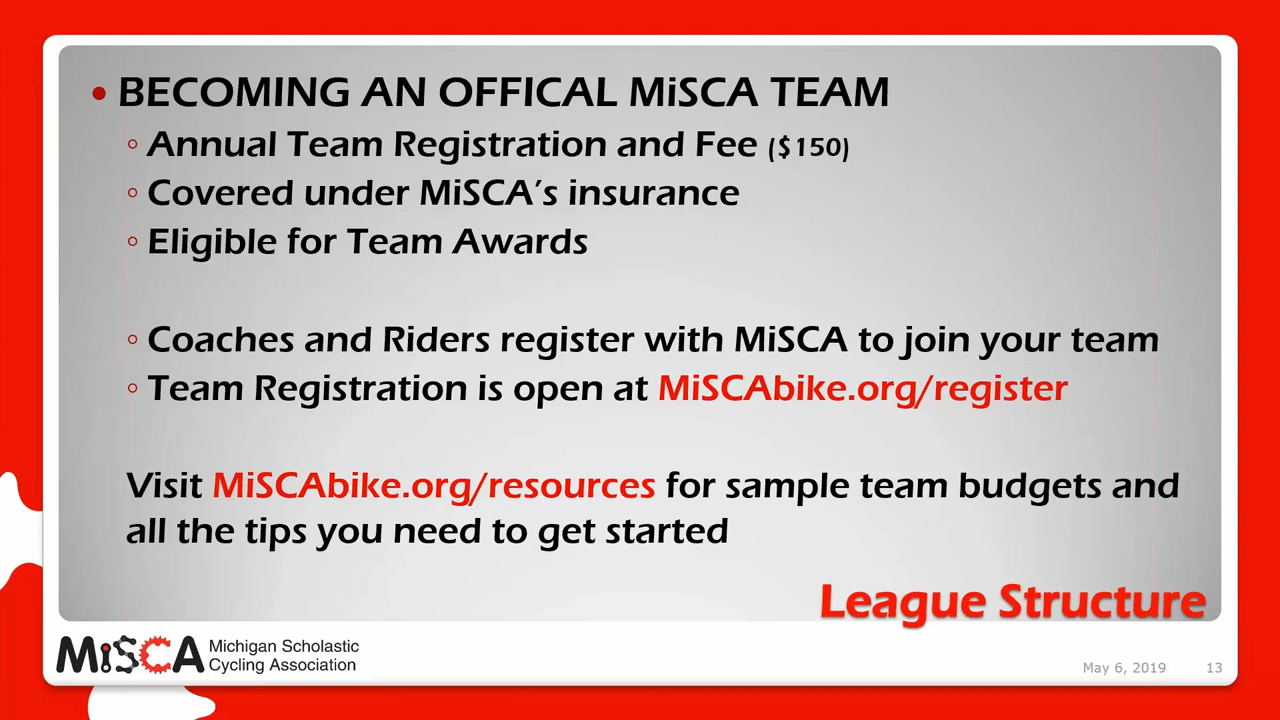 • BECOMING AN OFFICAL MiSCA TEAM
◦ Annual Team Registration and Fee ($150)
◦ Covered under MiSCA’s insurance
◦ Eligible for Team Awards
◦ Coaches and Riders register with MiSCA to join your team
◦ Team Registration is open at MiSCAbike.org/register
Visit MiSCAbike.org/resources for sample team budgets and
all the tips you need to get started
League Structure
MiSCA Michigan Scholastic
Cycling Association
May 6, 2019 13